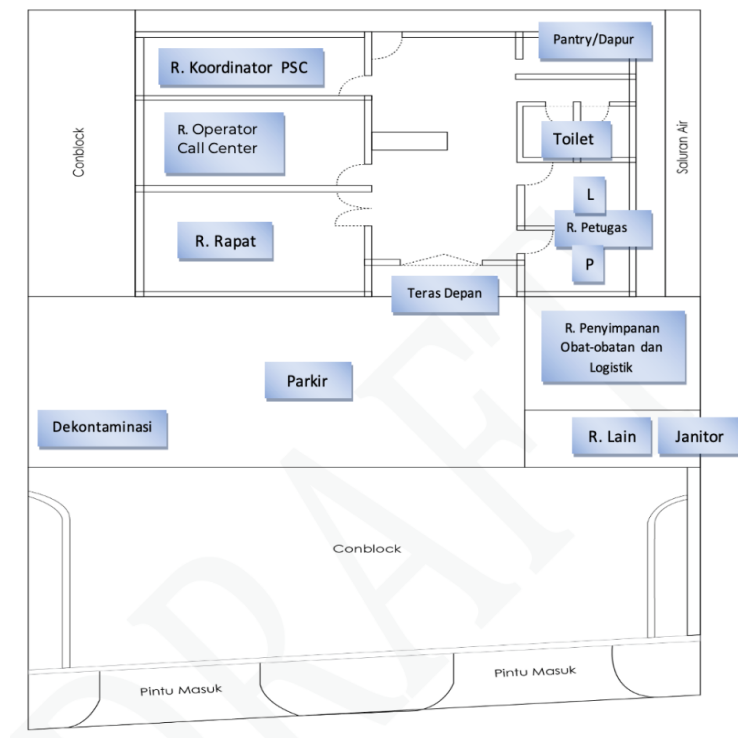 Pantry/Dapur
R. Koordinator PSC
R. Operator
Call Center
Toilet
Conblock
Saluran Air
L
R. Petugas
P
R. Rapat
Teras Depan
R. Penyimpanan
Obat-obatan dan
Logistik
Parkir
Dekontaminasi
R. Lain
Janitor
Conblock
Pintu Masuk
Pintu Masuk
DRAFT